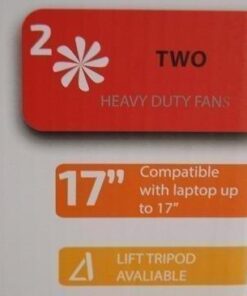 2
TWO
HEAVY DUTY FANS
17”
Compatible
with laptop up
to 17”
LIFT TRIPOD
AVALIABLE